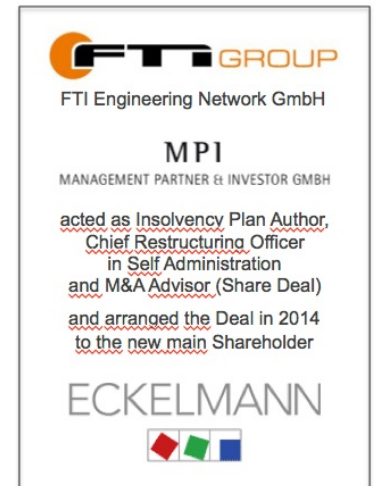 FTI GROUP
FTI Engineering Network GmbH
MPI
MANAGEMENT PARTNER & INVESTOR GMBH
acted as Insolvency Plan Author,
Chief Restructuring Officer
in Self Administration
and M&A Advisor (Share Deal)
and arranged the Deal in 2014
to the new main Shareholder
ECKELMANN